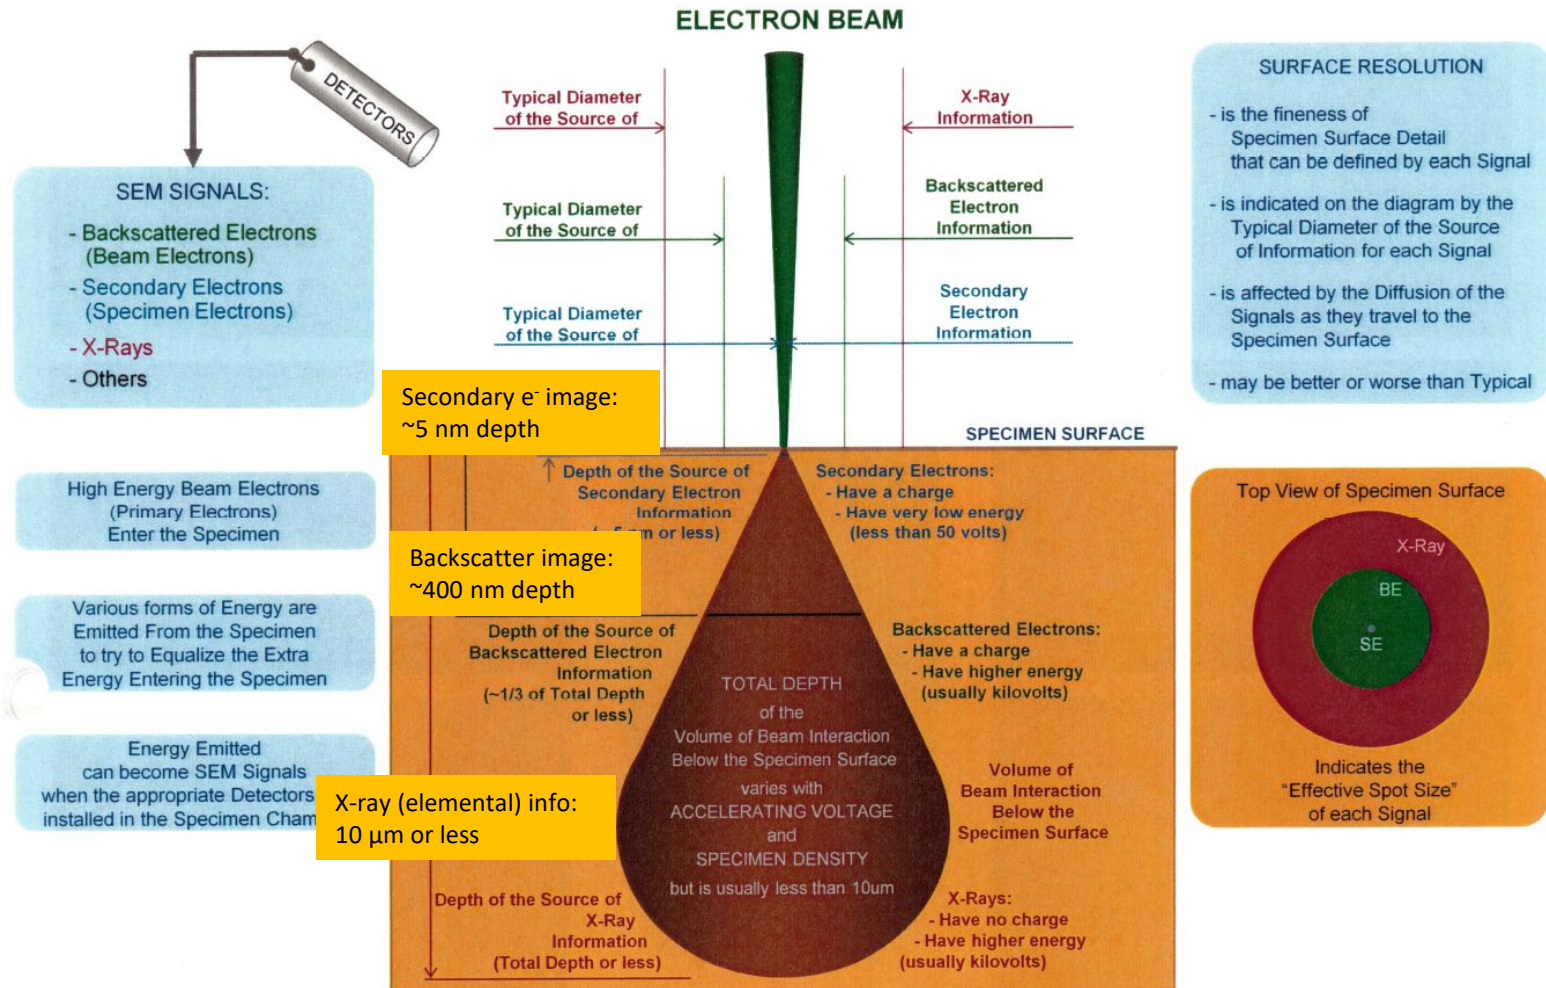 ELECTRON BEAM
DETECTORS
SEM SIGNALS:
- Backscattered Electrons
(Beam Electrons)
- Secondary Electrons
(Specimen Electrons)
- X-Rays
- Others
High Energy Beam Electrons
(Primary Electrons)
Enter the Specimen
Various forms of Energy are
Emitted From the Specimen
to try to Equalize the Extra
Energy Entering the Specimen
Energy Emitted
can become SEM Signals
when the appropriate Detectors
installed in the Specimen Cham
Typical Diameter
of the Source of
X-Ray
Information
Typical Diameter
of the Source of
Backscattered
Electron
Information
Typical Diameter
of the Source of
Secondary
Electron
Information
Secondary e- image:
~5 nm depth
SPECIMEN SURFACE
Depth of the Source of
Secondary Electron
Information
5 nm or less)
Secondary Electrons:
- Have a charge
- Have very low energy
(less than 50 volts)
Backscatter image:
~400 nm depth
Depth of the Source of
Backscattered Electron
Information
(~1/3 of Total Depth
or less)
Backscattered Electrons:
- Have a charge
- Have higher energy
(usually kilovolts)
TOTAL DEPTH
of the
Volume of Beam Interaction
Below the Specimen Surface
varies with
ACCELERATING VOLTAGE
and
SPECIMEN DENSITY
but is usually less than 10um
Volume of
Beam Interaction
Below the
Specimen Surface
X-ray (elemental) info:
10 µm or less
Depth of the Source of
X-Ray
Information
(Total Depth or less)
X-Rays:
- Have no charge
- Have higher energy
(usually kilovolts)
SURFACE RESOLUTION
- is the fineness of
Specimen Surface Detail
that can be defined by each Signal
- is indicated on the diagram by the
Typical Diameter of the Source
of Information for each Signal
- is affected by the Diffusion of the
Signals as they travel to the
Specimen Surface
- may be better or worse than Typical
Top View of Specimen Surface
X-Ray
BE
SE
Indicates the
“Effective Spot Size”
of each Signal